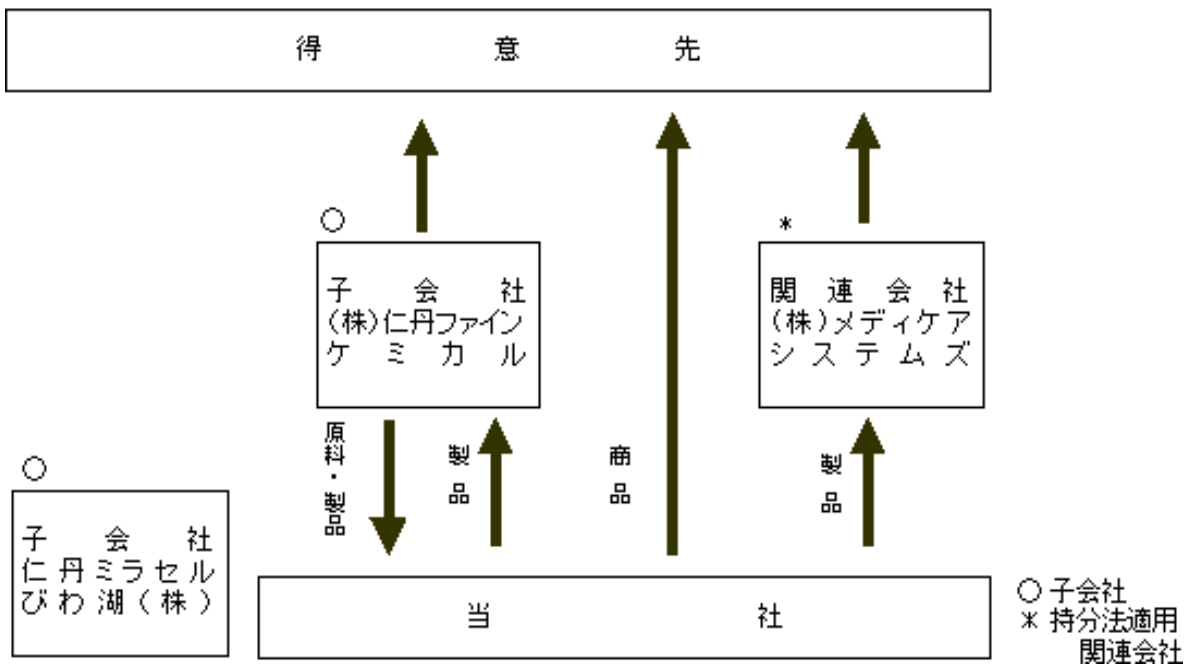 得意先
○
子会社
(株)仁丹ファイン
ケミカル
*
関連会社
(株)メディケア
システムズ
原料・製品
製品
商品
製品
○
子会社
仁丹ミラセル
びわ湖(株)
当社
○子会社
*持分法適用
関連会社